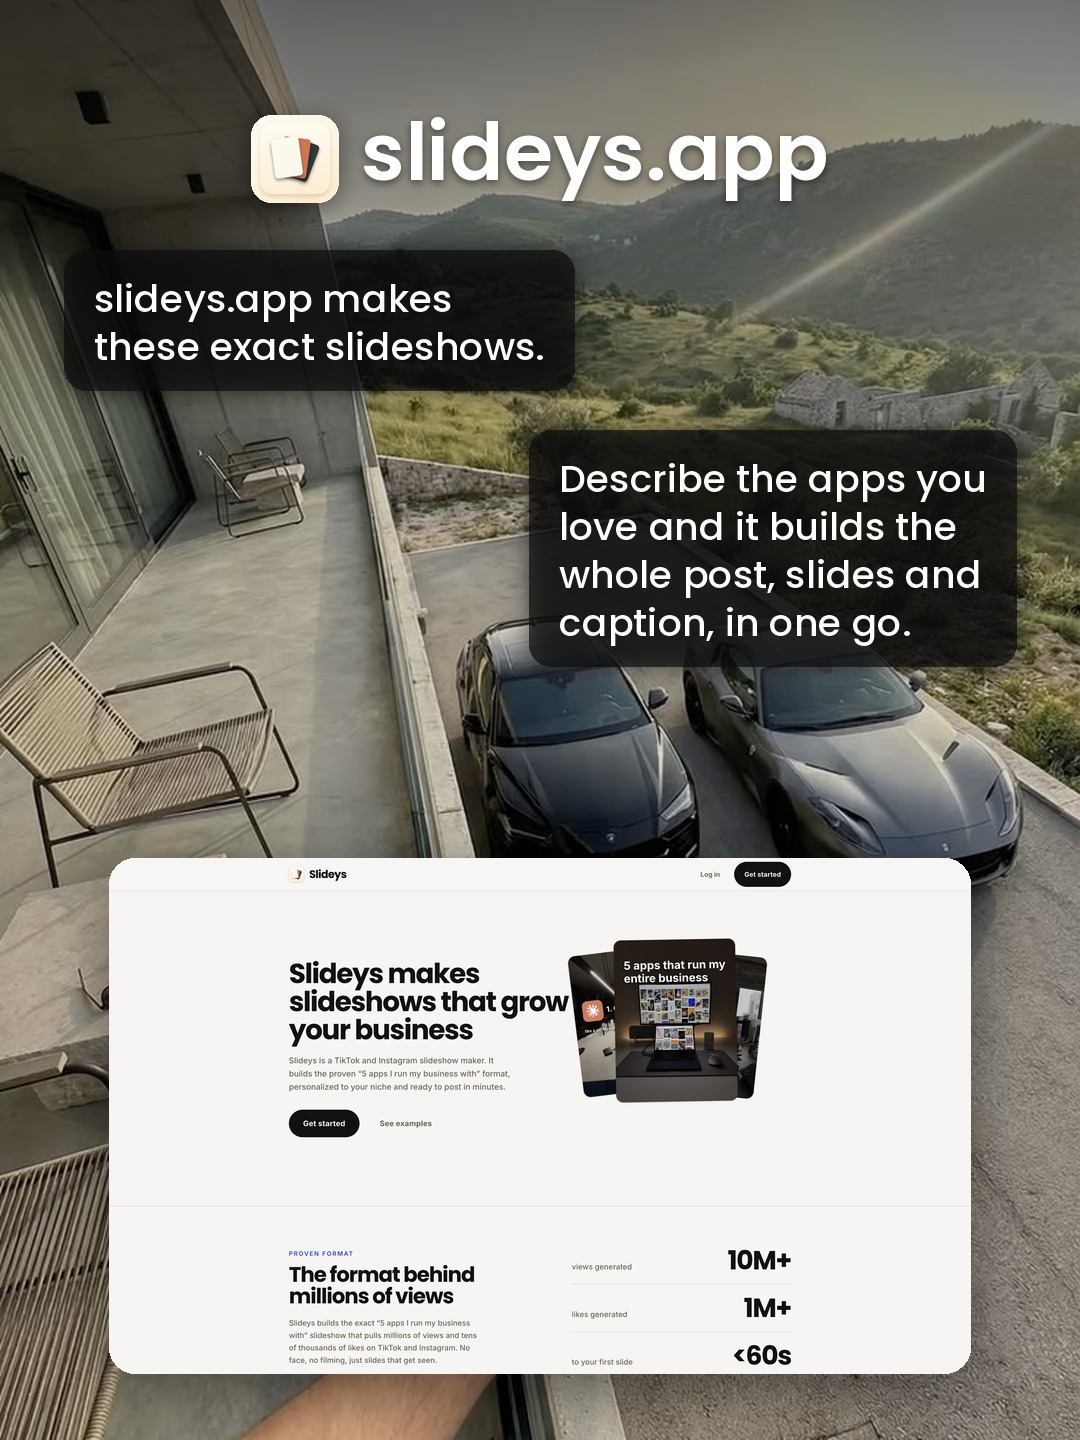 slideys.app
slideys.app makes
these exact slideshows.
Describe the apps you
love and it builds the
whole post, slides and
caption, in one go.
Slideys
Log in
Get started
Slideys makes
slideshows that grow
your business
Slideys is a TikTok and Instagram slideshow maker. It
builds the proven “5 apps I run my business with” format,
personalized to your niche and ready to post in minutes.
Get started
See examples
5 apps that run my
entire business
1.
PROVEN FORMAT
The format behind
millions of views
Slideys builds the exact “5 apps I run my business
with” slideshow that pulls millions of views and tens
of thousands of likes on TikTok and Instagram. No
face, no filming, just slides that get seen.
views generated
10M+
likes generated
1M+
to your first slide
<60s